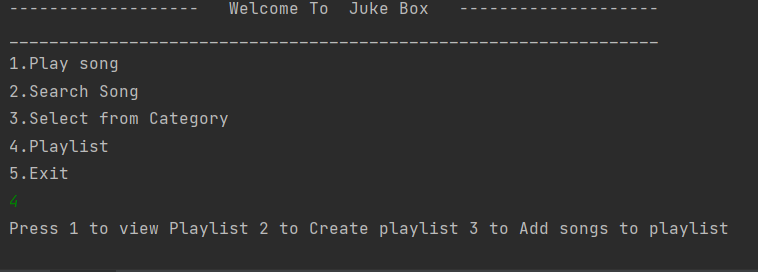 -------------------   Welcome To  Juke Box   --------------------
_________________________________________________________________
1.Play song
2.Search Song
3.Select from Category
4.Playlist
5.Exit
4
Press 1 to view Playlist 2 to Create playlist 3 to Add songs to playlist